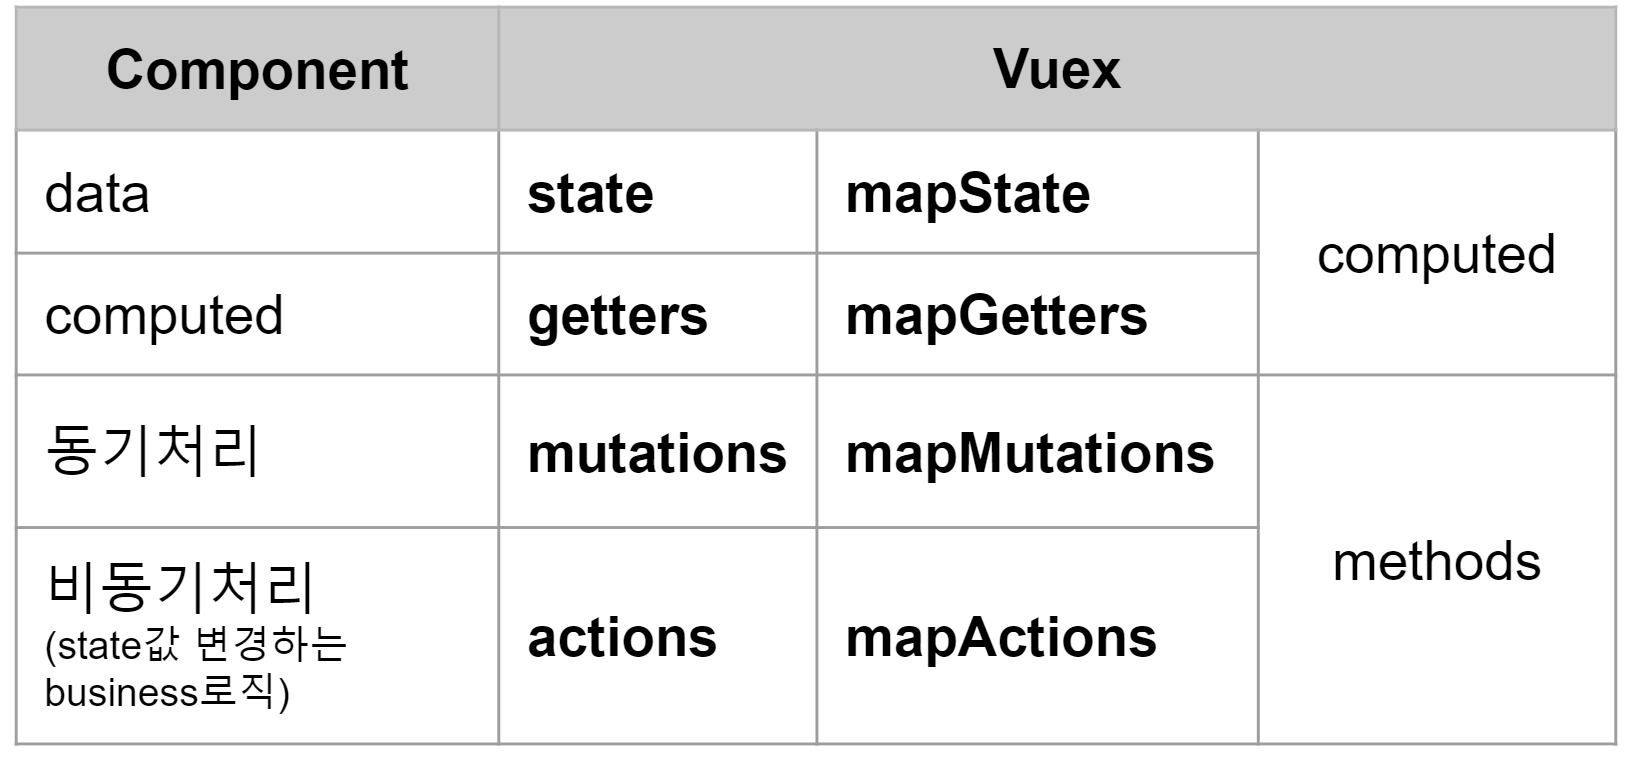 Component
Vuex
data
state
mapState
computed
computed
getters
mapGetters
동기처리
mutations
mapMutations
methods
비동기처리
(state값 변경하는
business로직)
actions
mapActions